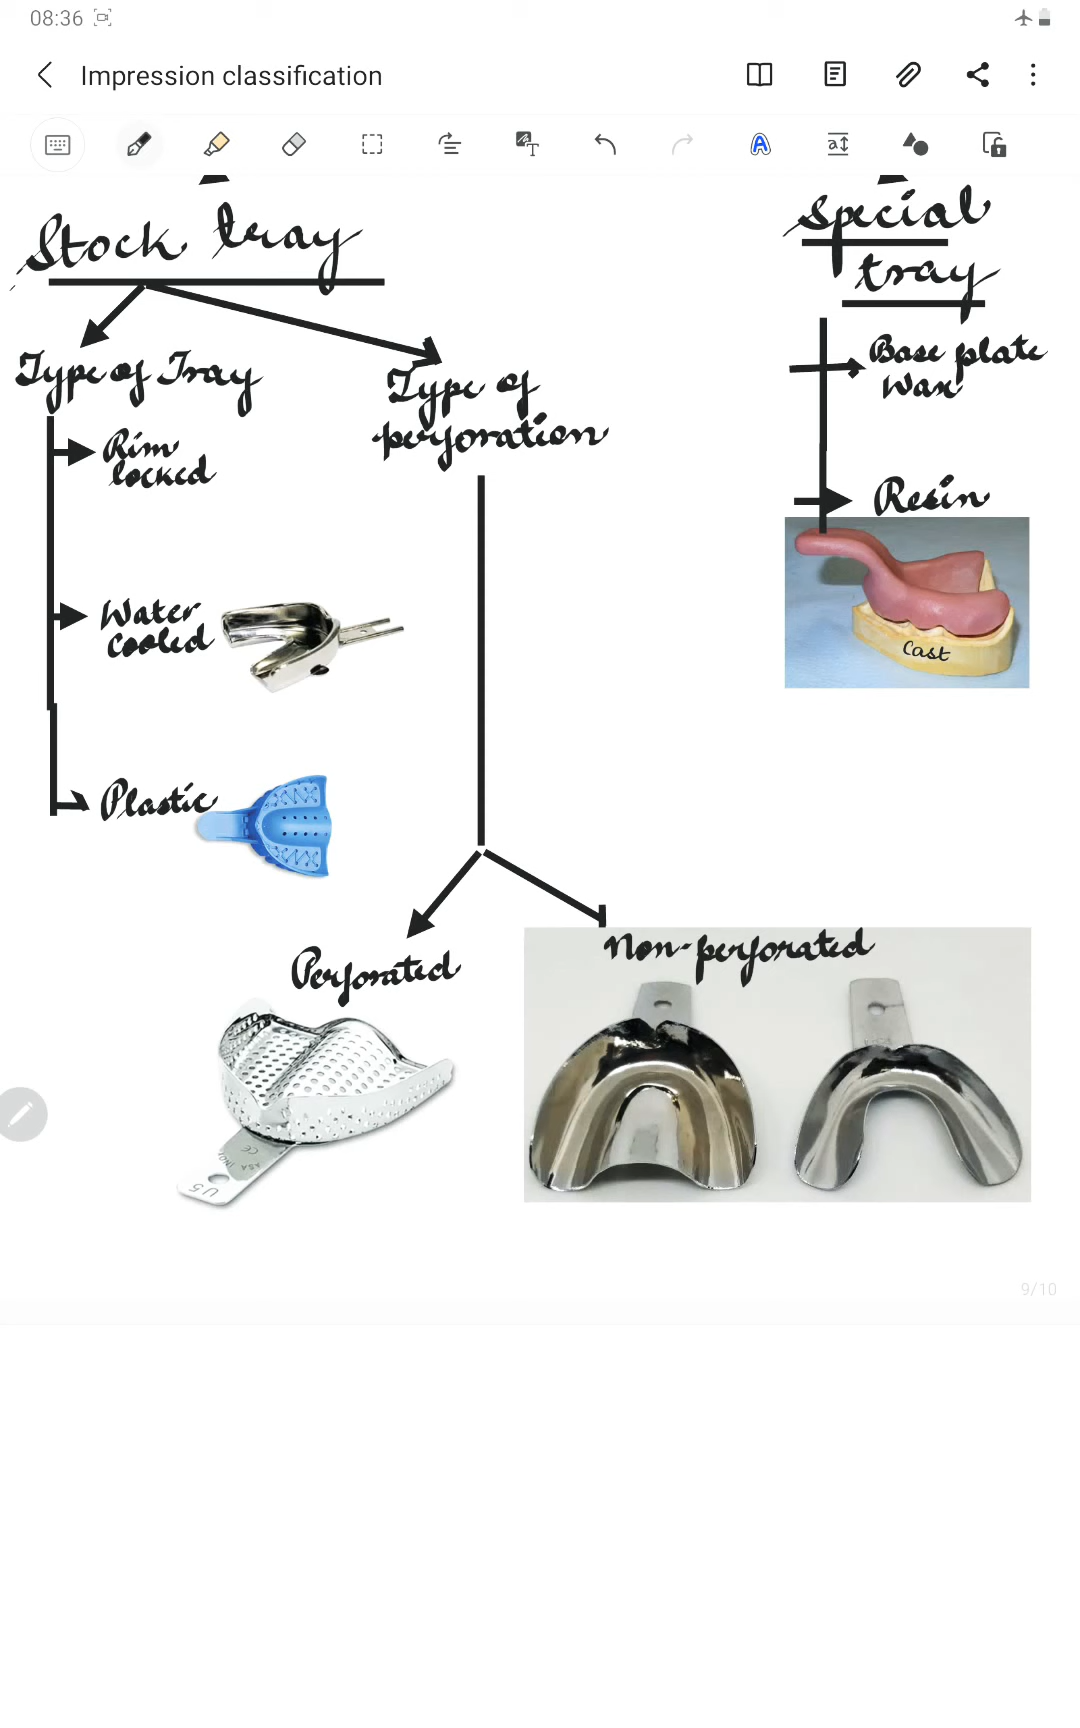 08:36
Impression classification
Stock tray
special
tray
Type of Tray
Type of
perforation
Base plate
Wax
Rim
locked
Resin
Water
cooled
Cast
Plastic
Perforated
Non-perforated
U5
9/10